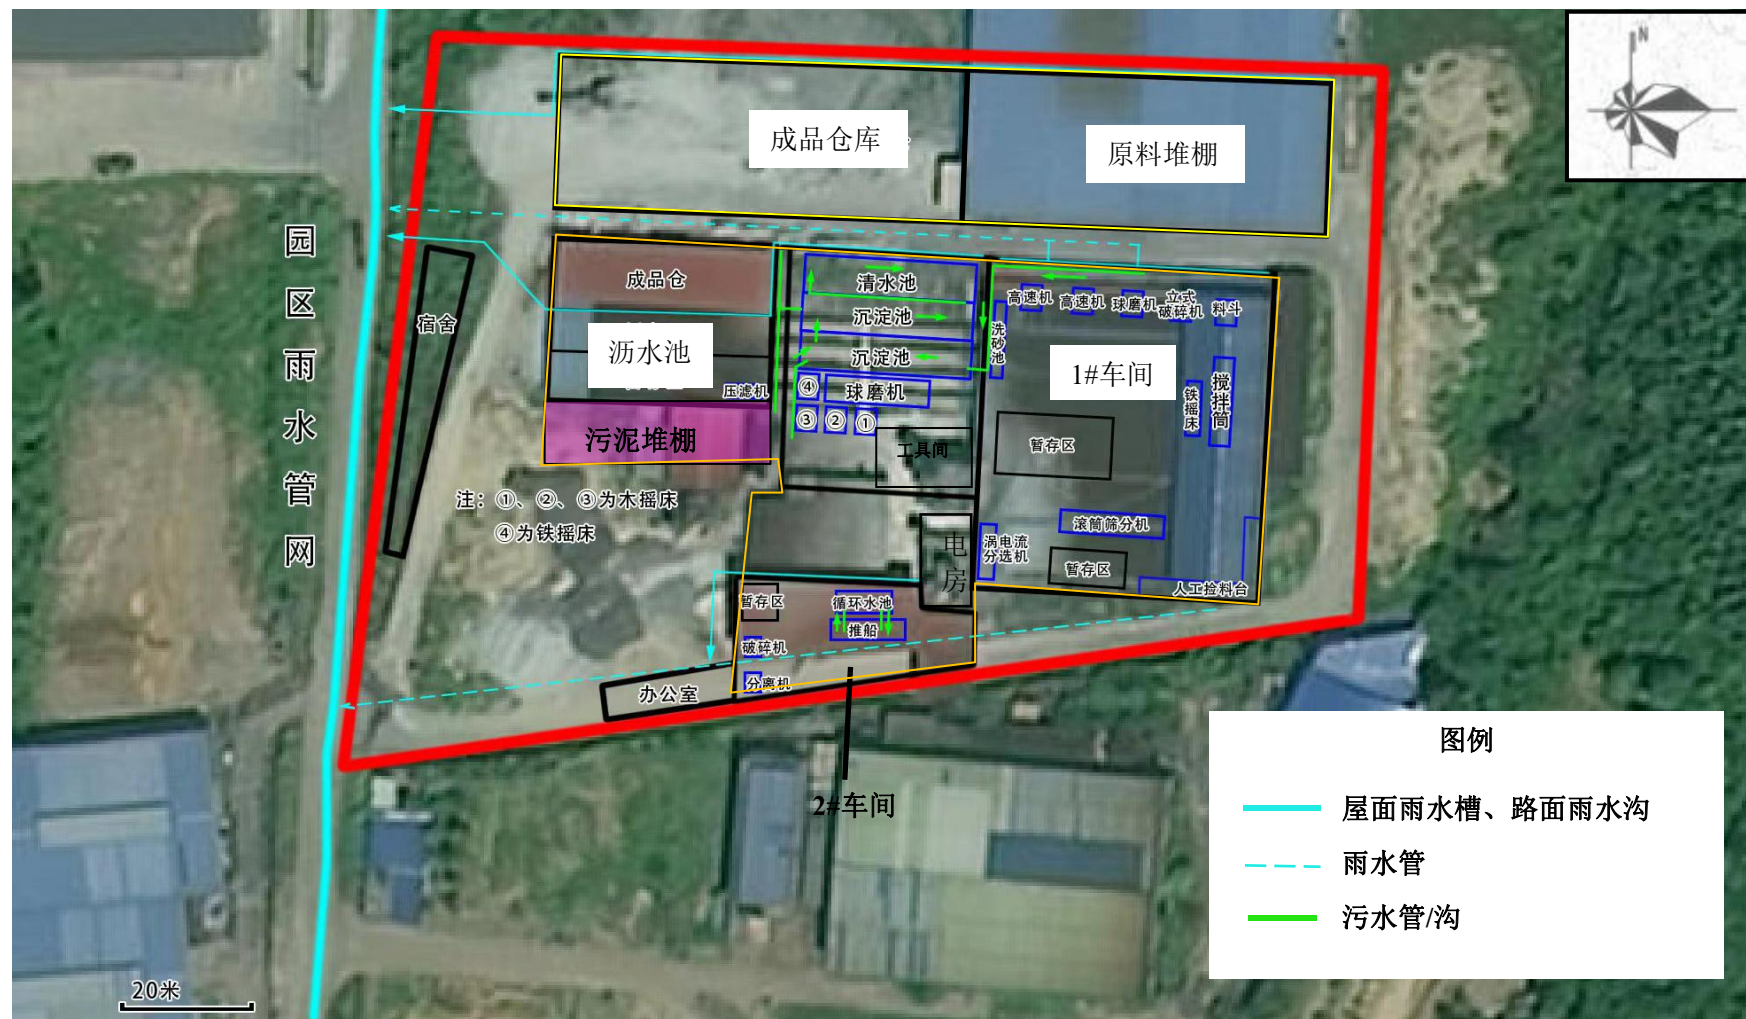 N
成品仓库
原料堆棚
园区雨水管网
宿舍
成品仓
沥水池
压滤机
污泥堆棚
清水池
沉淀池
沉淀池
④
球磨机
③
②
①
工具间
高速机
高速机
球磨机
立式
破碎机
料斗
洗砂池
1#车间
铁摇床
搅拌筒
暂存区
滚筒筛分机
涡电流
分选机
暂存区
人工捡料台
注：①、②、③为木摇床
④为铁摇床
电房
暂存区
循环水池
推船
破碎机
分离机
办公室
2#车间
图例
屋面雨水槽、路面雨水沟
雨水管
污水管/沟
20米